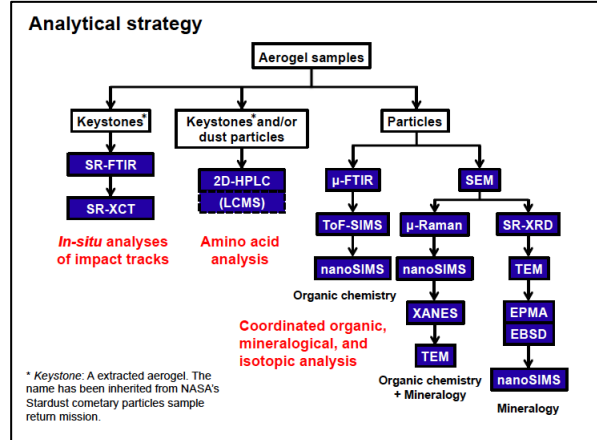 Analytical strategy
Aerogel samples
Keystones*
Keystones* and/or
dust particles
Particles
SR-FTIR
SR-XCT
In-situ analyses
of impact tracks
2D-HPLC
(LCMS)
Amino acid
analysis
μ-FTIR
ToF-SIMS
nanoSIMS
Organic chemistry
SEM
μ-Raman
nanoSIMS
XANES
TEM
Organic chemistry
+ Mineralogy
SR-XRD
TEM
EPMA
EBSD
nanoSIMS
Mineralogy
Coordinated organic,
mineralogical, and
isotopic analysis
* Keystone: A extracted aerogel. The
name has been inherited from NASA's
Stardust cometary particles sample
return mission.